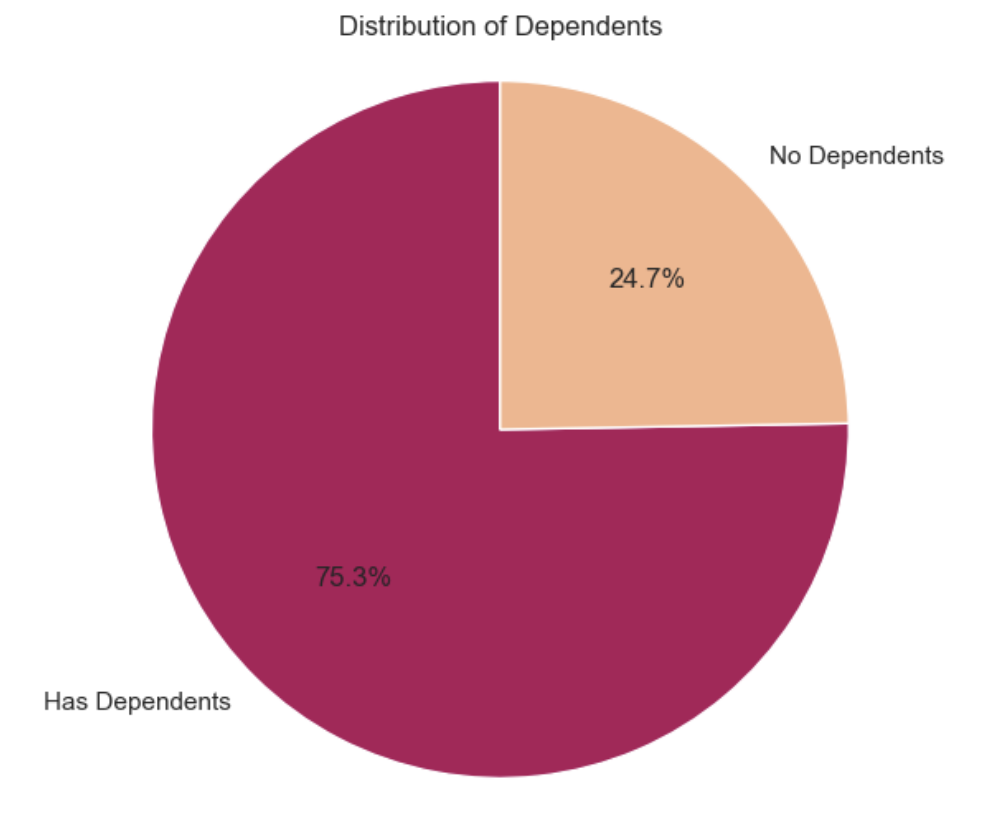 Distribution of Dependents
No Dependents
24.7%
75.3%
Has Dependents